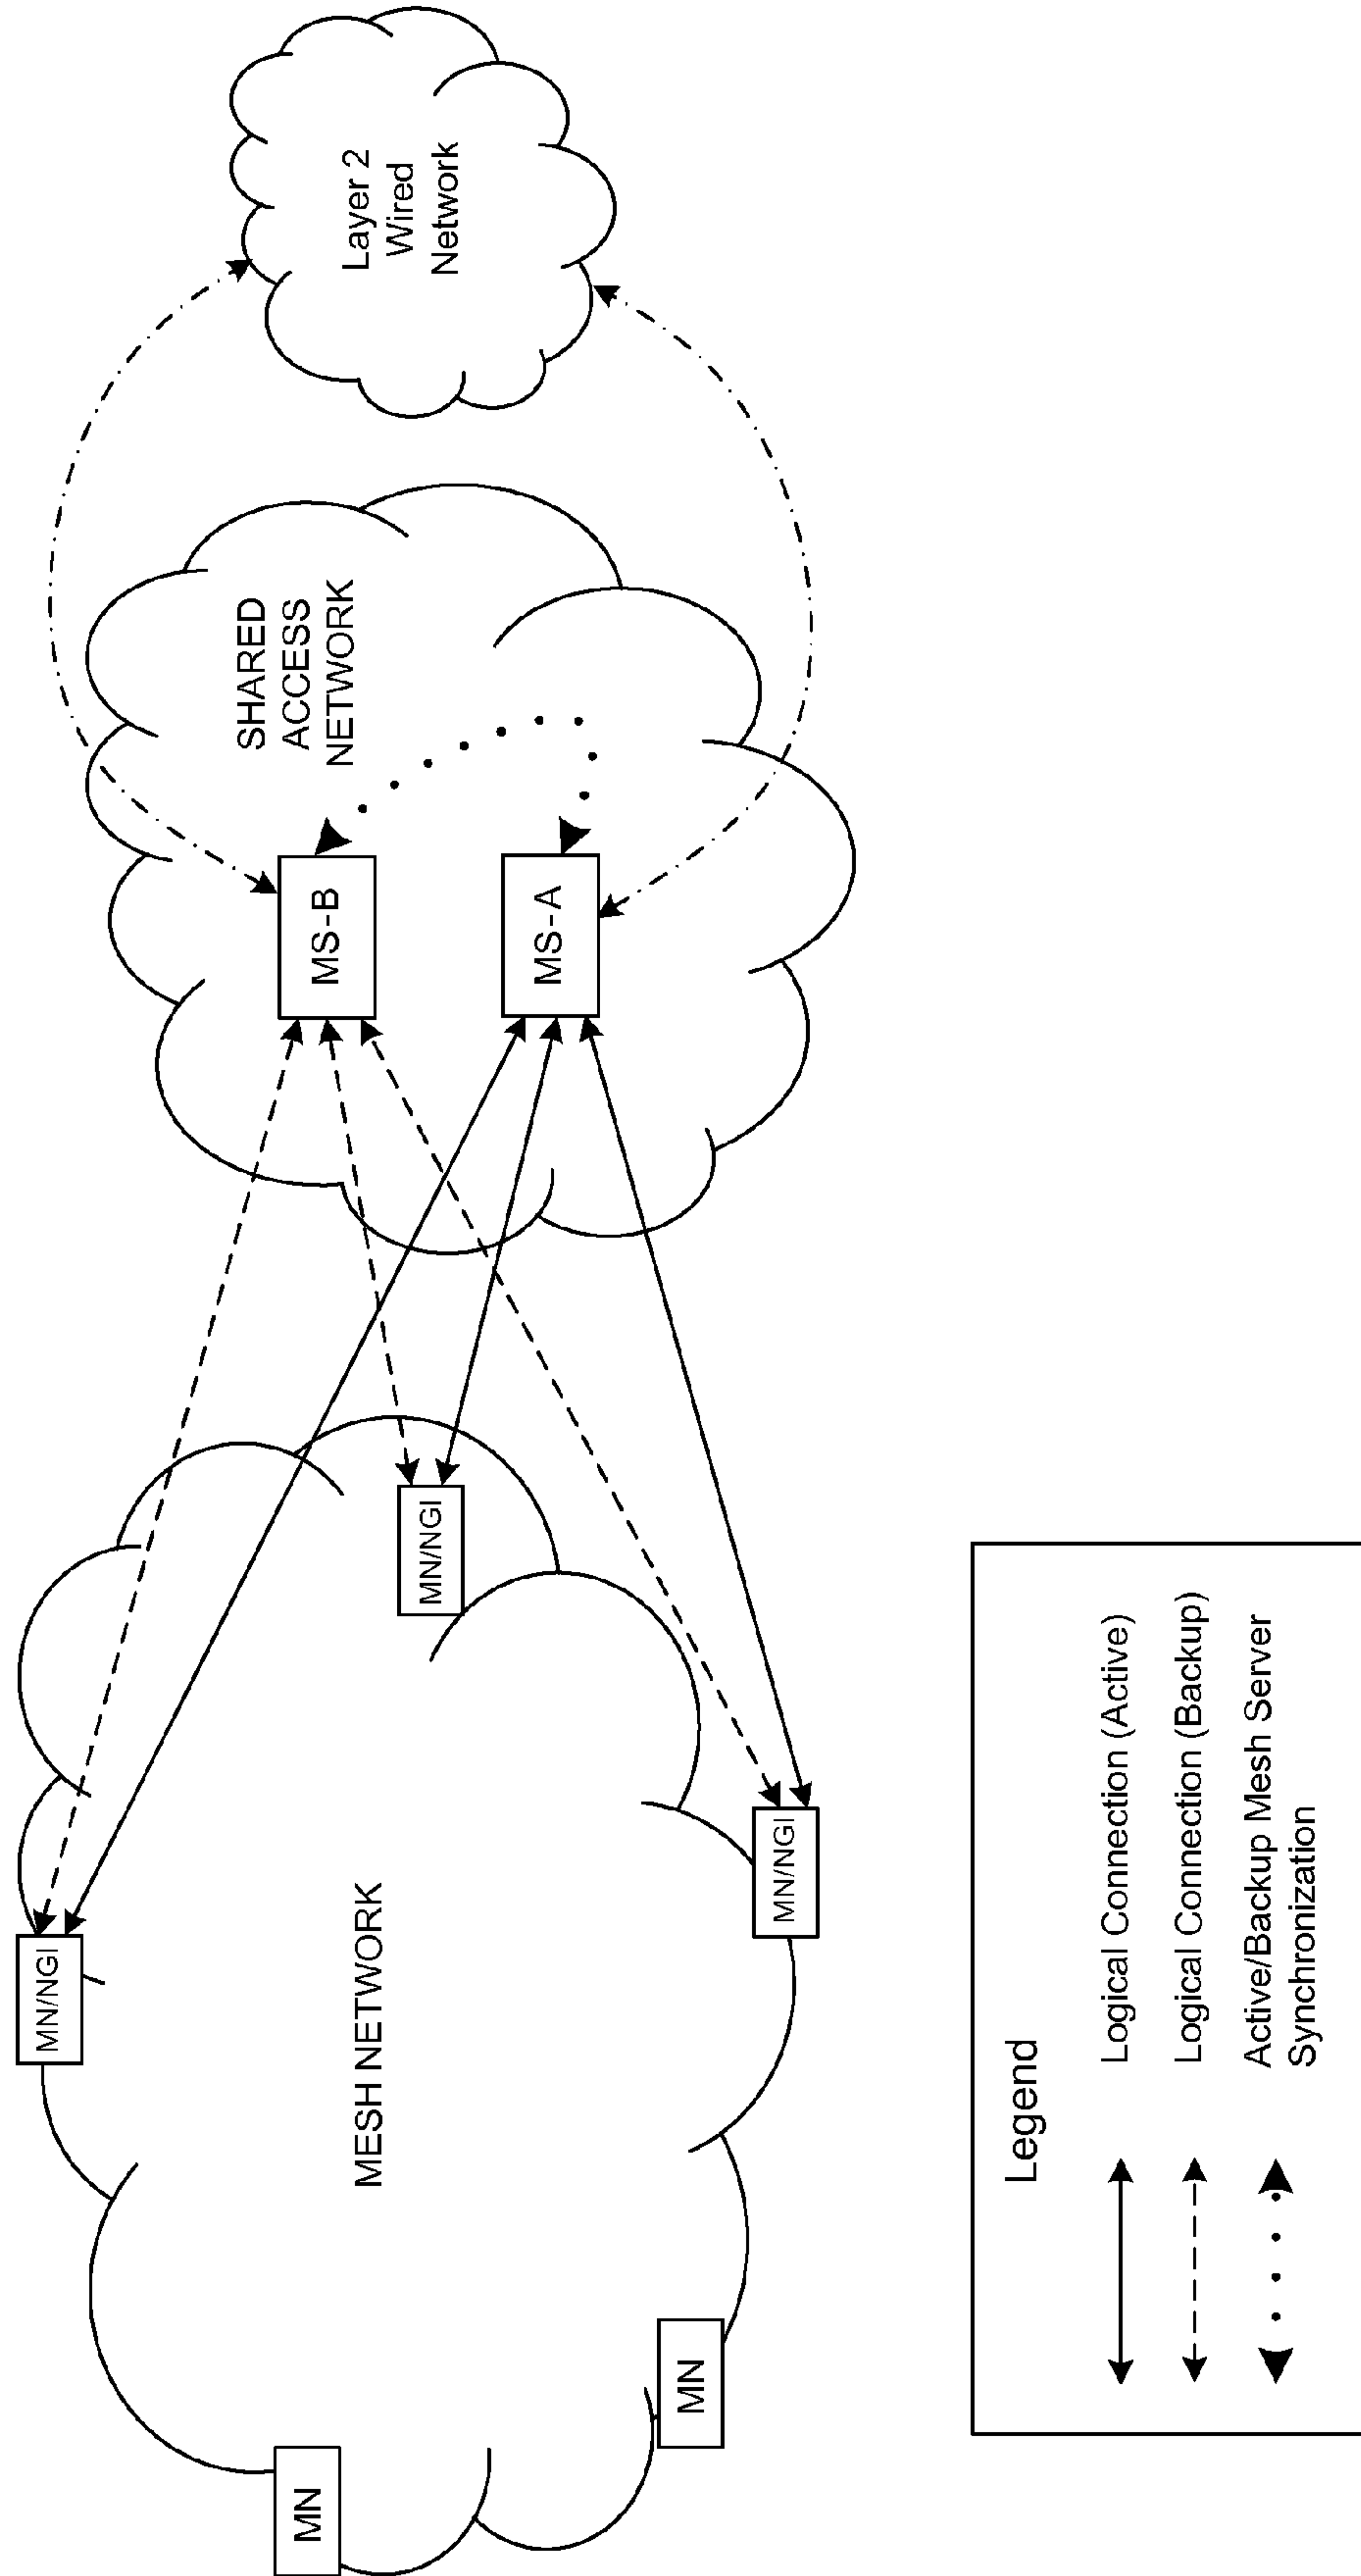 MN
MN
MN/NGI
MESH NETWORK
MN/NGI
MN/NGI
MS-B
MS-A
SHARED
ACCESS
NETWORK
Layer 2
Wired
Network
Legend
Logical Connection (Active)
Logical Connection (Backup)
Active/Backup Mesh Server
Synchronization